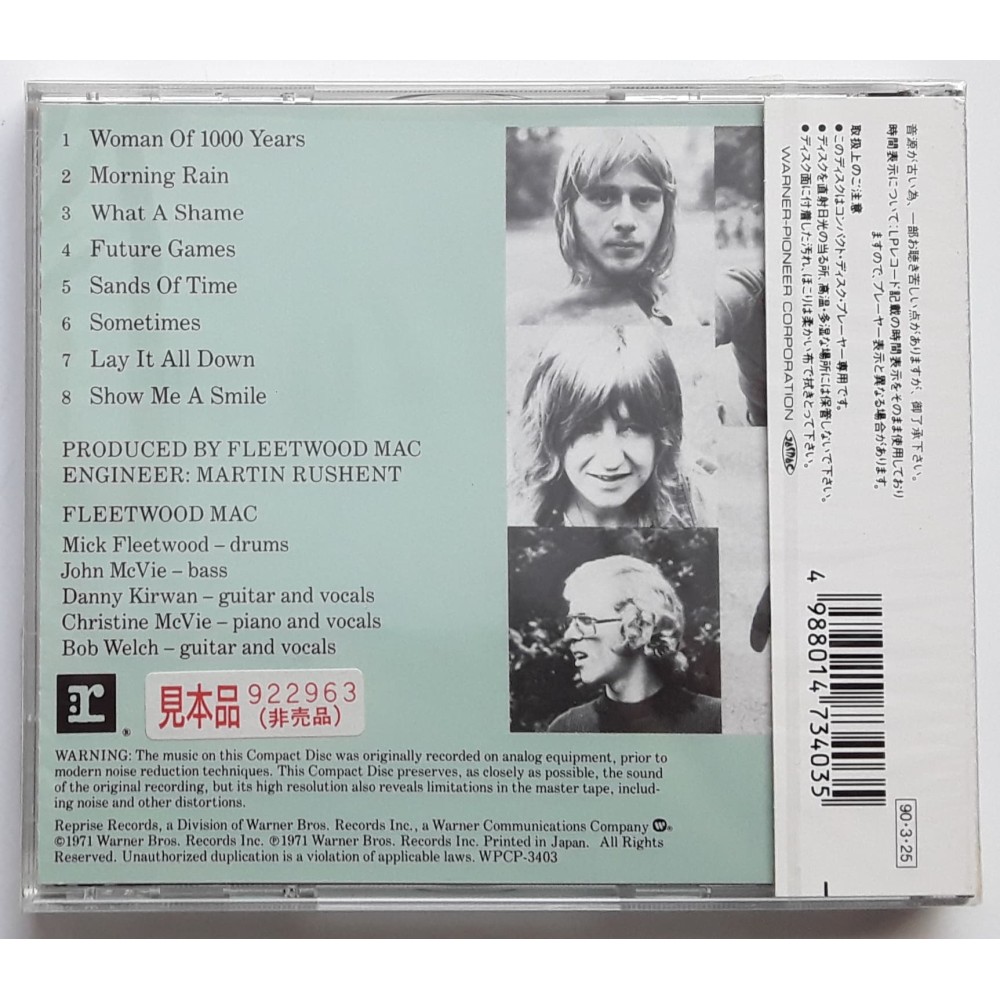 1 Woman Of 1000 Years
2 Morning Rain
3 What A Shame
4 Future Games
5 Sands Of Time
6 Sometimes
7 Lay It All Down
8 Show Me A Smile
PRODUCED BY FLEETWOOD MAC
ENGINEER: MARTIN RUSHENT
FLEETWOOD MAC
Mick Fleetwood – drums
John McVie – bass
Danny Kirwan – guitar and vocals
Christine McVie – piano and vocals
Bob Welch – guitar and vocals
r ®
見本品 922963
(非売品)
WARNING: The music on this Compact Disc was originally recorded on analog equipment, prior to
modern noise reduction techniques. This Compact Disc preserves, as closely as possible, the sound
of the original recording, but its high resolution also reveals limitations in the master tape, includ-
ing noise and other distortions.
Reprise Records, a Division of Warner Bros. Records Inc., a Warner Communications Company ®.
©1971 Warner Bros. Records Inc. ℗1971 Warner Bros. Records Inc. Printed in Japan. All Rights
Reserved. Unauthorized duplication is a violation of applicable laws. WPCP-3403
音源が古い為、一部お聴き苦しい点がありますが、御了承下さい。
時間表示について:LPレコード記載の時間表示をそのまま使用しており
ますので、プレーヤー表示と異なる場合があります。
取扱上のご注意
●このディスクはコンパクト・ディスク・プレーヤー専用です。
●ディスクを直射日光の当る所、高温・多湿な場所には保管しないで下さい。
●ディスク面に付着した汚れ、ほこりは柔かい布で拭きとって下さい。
WARNER-PIONEER CORPORATION
4 988014 734035
90・3・25